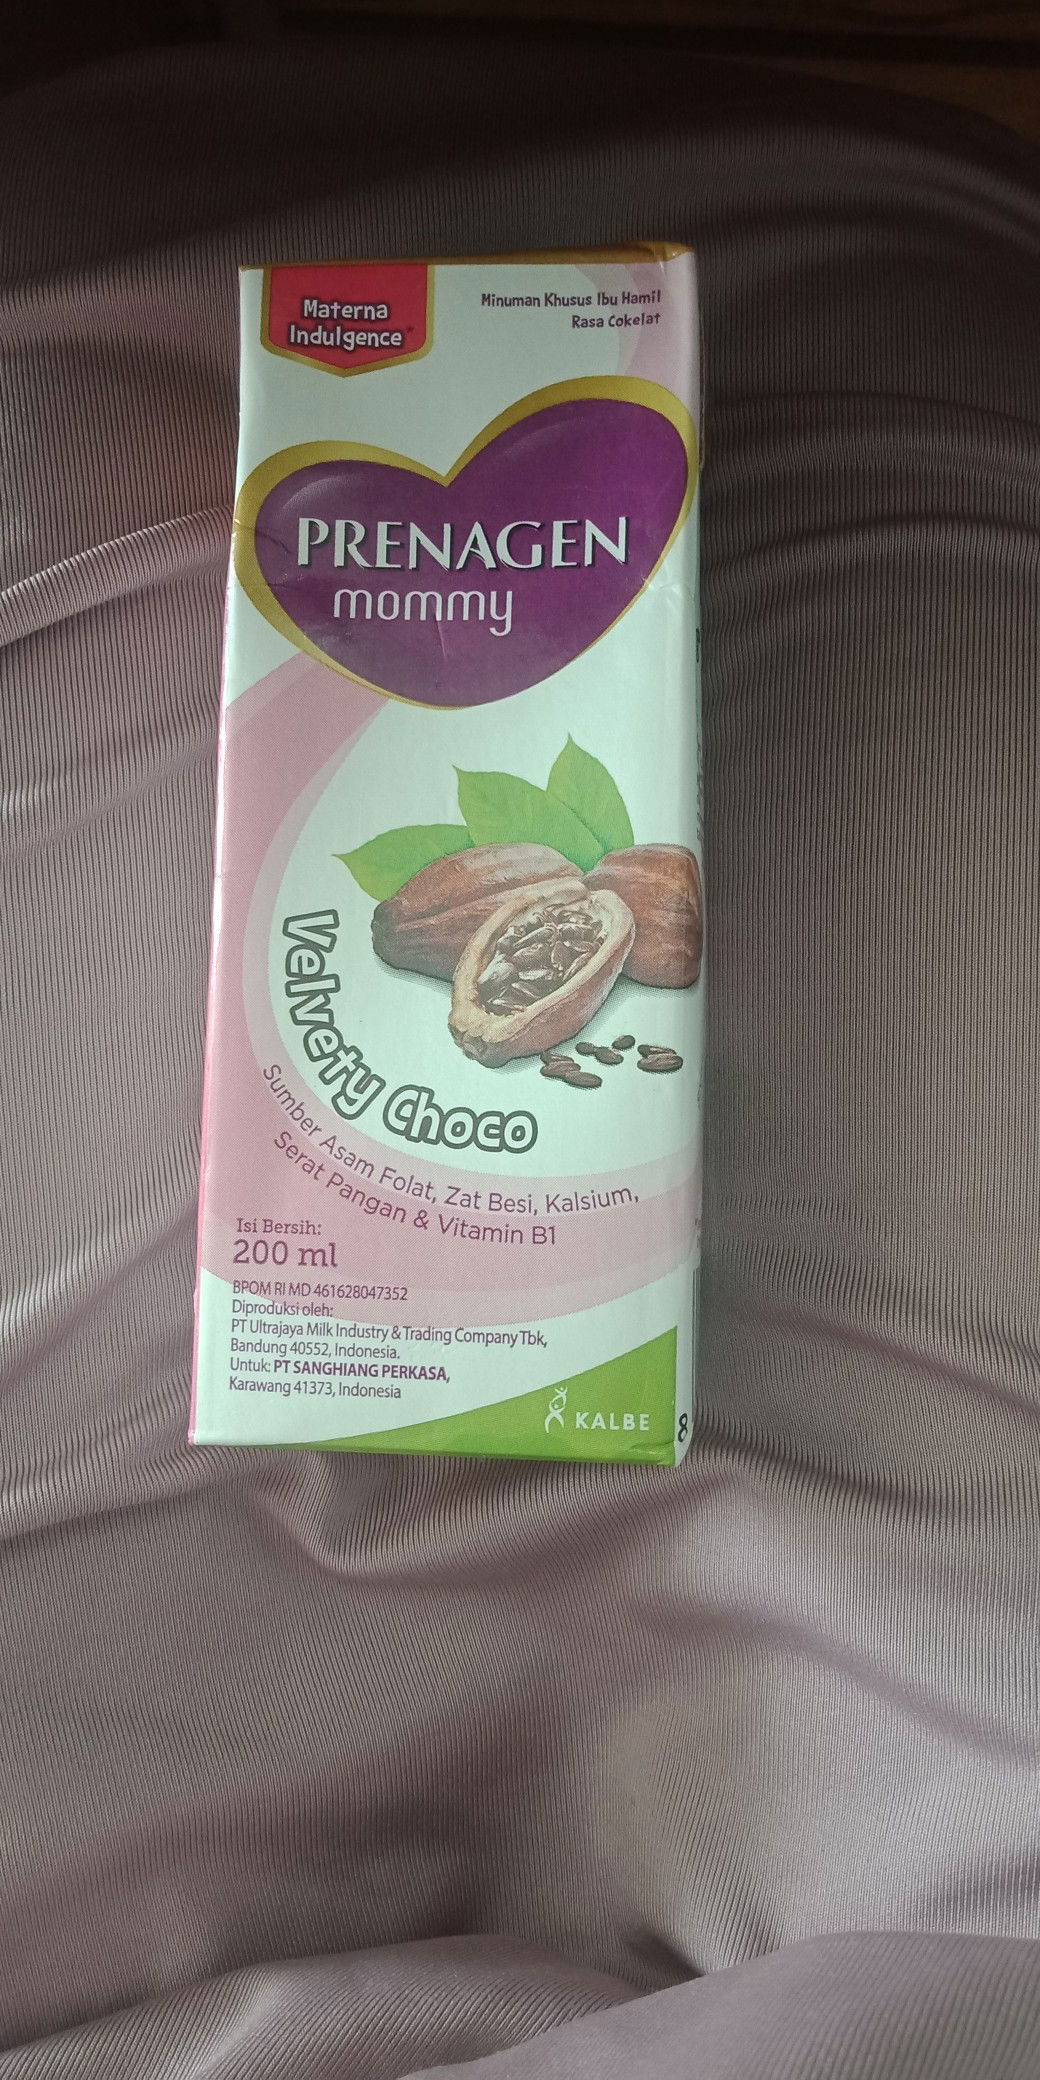 Materna
Indulgence
Minuman Khusus Ibu Hamil
Rasa Cokelat
PRENAGEN
mommy
Velvety Choco
Sumber Asam Folat, Zat Besi, Kalsium,
Serat Pangan & Vitamin B1
Isi Bersih:
200 ml
BPOM RI MD 461628047352
Diproduksi oleh:
PT Ultrajaya Milk Industry & Trading Company Tbk,
Bandung 40552, Indonesia.
Untuk: PT SANGHIANG PERKASA,
Karawang 41373, Indonesia
KALBE
8